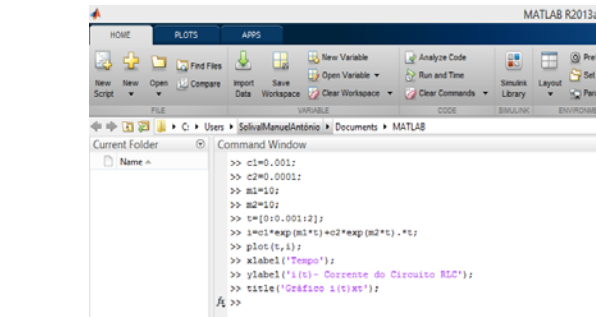 MATLAB R2013a
HOME PLOTS APPS
New Script New Open Find Files Compare Import Data Save Workspace New Variable Open Variable Clear Workspace Analyze Code Run and Time Clear Commands Simulink Library Layout Set
FILE VARIABLE CODE SIMULINK
C: Users SolivalManuelAntónio Documents MATLAB
Current Folder
Name
Command Window
>> c1=0.001;
>> c2=0.0001;
>> m1=10;
>> m2=10;
>> t=[0:0.001:2];
>> i=c1*exp(m1*t)+c2*exp(m2*t).*t;
>> plot(t,i);
>> xlabel('Tempo');
>> ylabel('i(t)- Corrente do Circuito RLC');
>> title('Gráfico i(t)xt');
fx >>